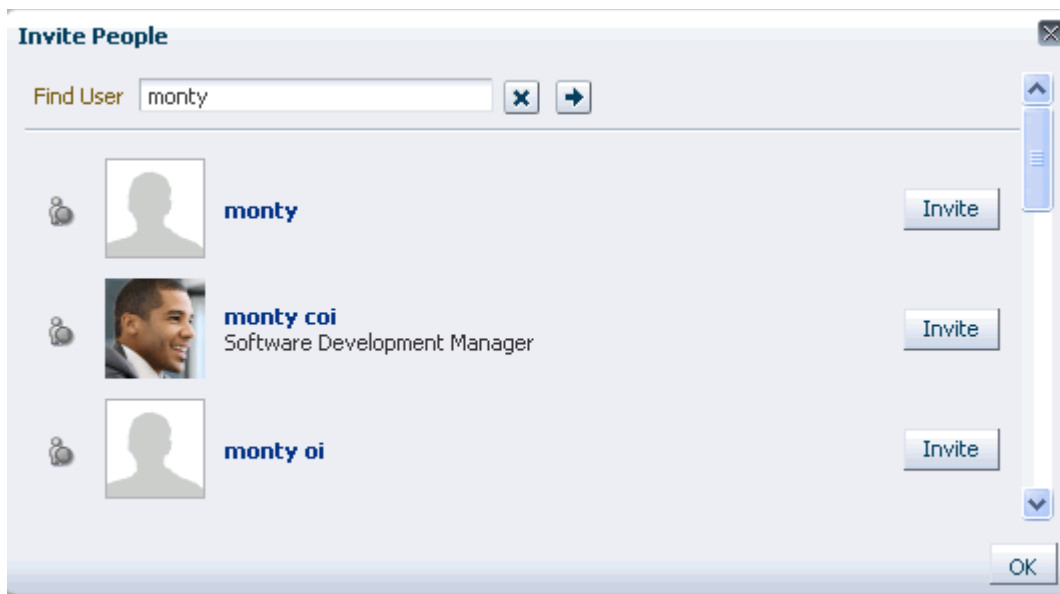 Invite People
Find User monty
monty
Invite
monty coi
Software Development Manager
Invite
monty oi
Invite
OK